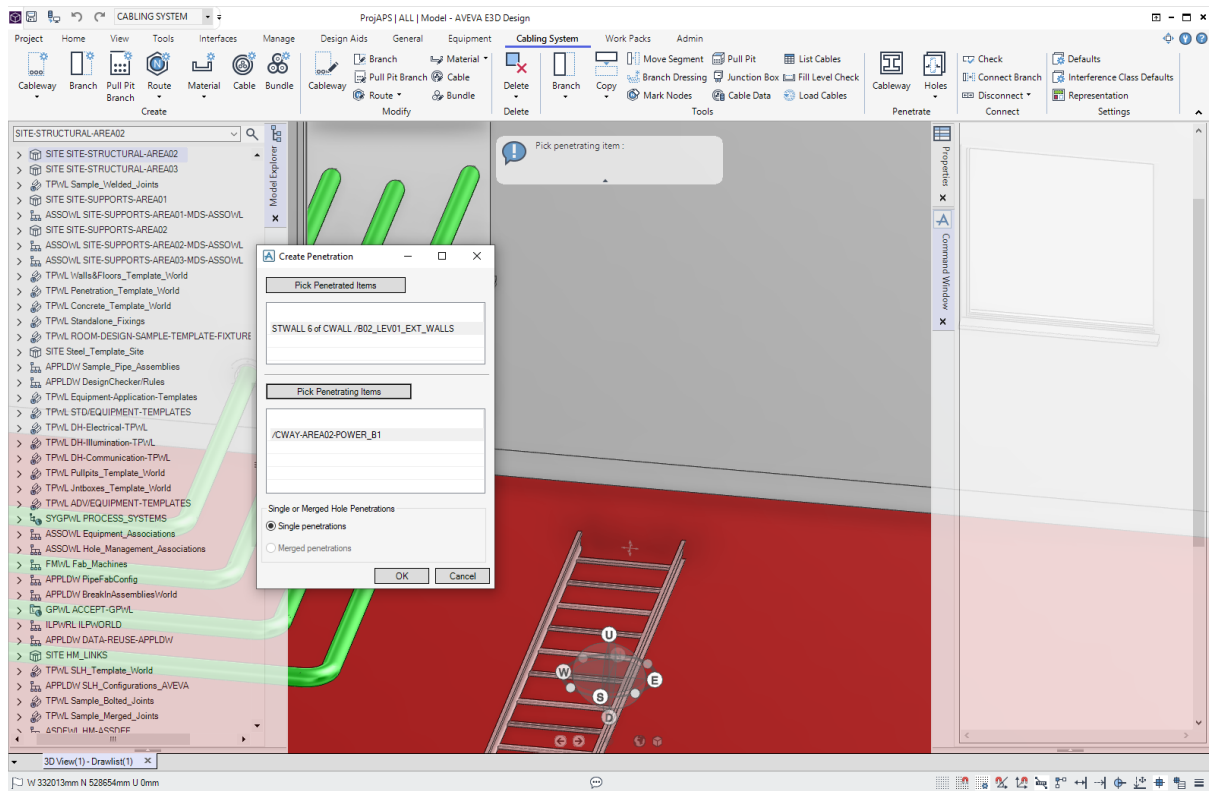 CABLING SYSTEM
ProjAPS | ALL | Model - AVEVA E3D Design
Project Home View Tools Interfaces Manage Design Aids General Equipment Cabling System Work Packs Admin
Cableway
Branch
Pull Pit
Branch
Route
Material
Cable
Bundle
Create
Cableway
Branch
Material
Pull Pit Branch
Cable
Route
Bundle
Modify
Delete
Delete
Branch
Copy
Move Segment
Pull Pit
List Cables
Branch Dressing
Junction Box
Fill Level Check
Mark Nodes
Cable Data
Load Cables
Tools
Cableway
Holes
Penetrate
Check
Connect Branch
Disconnect
Connect
Defaults
Interference Class Defaults
Representation
Settings
SITE-STRUCTURAL-AREA02
SITE SITE-STRUCTURAL-AREA02
SITE SITE-STRUCTURAL-AREA03
TPWL Sample_Welded_Joints
SITE SITE-SUPPORTS-AREA01
ASSOWL SITE-SUPPORTS-AREA01-MDS-ASSOWL
SITE SITE-SUPPORTS-AREA02
ASSOWL SITE-SUPPORTS-AREA02-MDS-ASSOWL
ASSOWL SITE-SUPPORTS-AREA03-MDS-ASSOWL
TPWL Walls&Floors_Template_World
TPWL Penetration_Template_World
TPWL Concrete_Template_World
TPWL Standalone_Fixings
TPWL ROOM-DESIGN-SAMPLE-TEMPLATE-FIXTURE
SITE Steel_Template_Site
APPLDW Sample_Pipe_Assemblies
APPLDW DesignChecker/Rules
TPWL Equipment-Application-Templates
TPWL STD/EQUIPMENT-TEMPLATES
TPWL DH-Electrical-TPWL
TPWL DH-Illumination-TPWL
TPWL DH-Communication-TPWL
TPWL Pullpits_Template_World
TPWL Jntboxes_Template_World
TPWL ADV/EQUIPMENT-TEMPLATES
SYGPWL PROCESS_SYSTEMS
ASSOWL Equipment_Associations
ASSOWL Hole_Management_Associations
FMWL Fab_Machines
APPLDW PipeFabConfig
APPLDW BreakInAssembliesWorld
GPWL ACCEPT-GPWL
ILPWRL ILPWORLD
APPLDW DATA-REUSE-APPLDW
SITE HM_LINKS
TPWL SLH_Template_World
APPLDW SLH_Configurations_AVEVA
TPWL Sample_Bolted_Joints
TPWL Sample_Merged_Joints
ASDEWL HM-ASSDEF
Model Explorer
Pick penetrating item :
Create Penetration
Pick Penetrated Items
STWALL 6 of CWALL /B02_LEV01_EXT_WALLS
Pick Penetrating Items
/CWAY-AREA02-POWER_B1
Single or Merged Hole Penetrations
Single penetrations
Merged penetrations
OK Cancel
U
W
E
S
D
Properties
Command Window
3D View(1) - Drawlist(1)
W 332013mm N 528654mm U 0mm